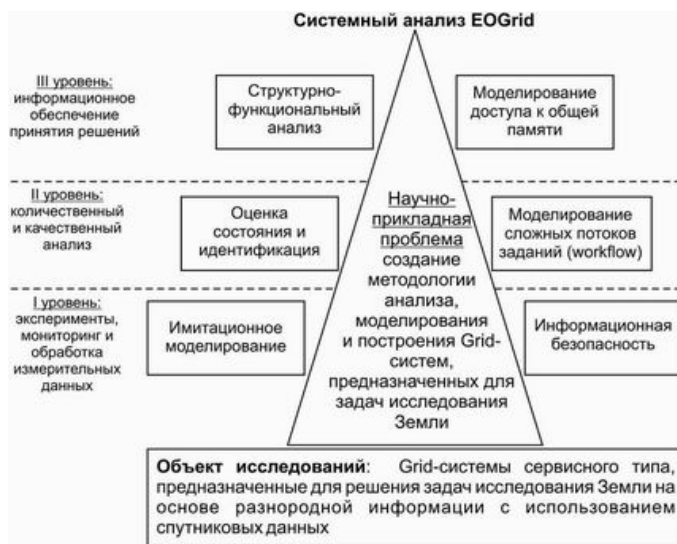 Системный анализ EOGrid
III уровень:
информационное
обеспечение
принятия решений
Структурно-
функциональный
анализ
Моделирование
доступа к общей
памяти
II уровень:
количественный
и качественный
анализ
Оценка
состояния и
идентификация
Моделирование
сложных потоков
заданий (workflow)
I уровень:
эксперименты,
мониторинг и
обработка
измерительных
данных
Имитационное
моделирование
Научно-
прикладная
проблема
создание
методологии
анализа,
моделирования
и построения Grid-
систем,
предназначенных для
задач исследования
Земли
Информационная
безопасность
Объект исследований: Grid-системы сервисного типа,
предназначенные для решения задач исследования Земли на
основе разнородной информации с использованием
спутниковых данных